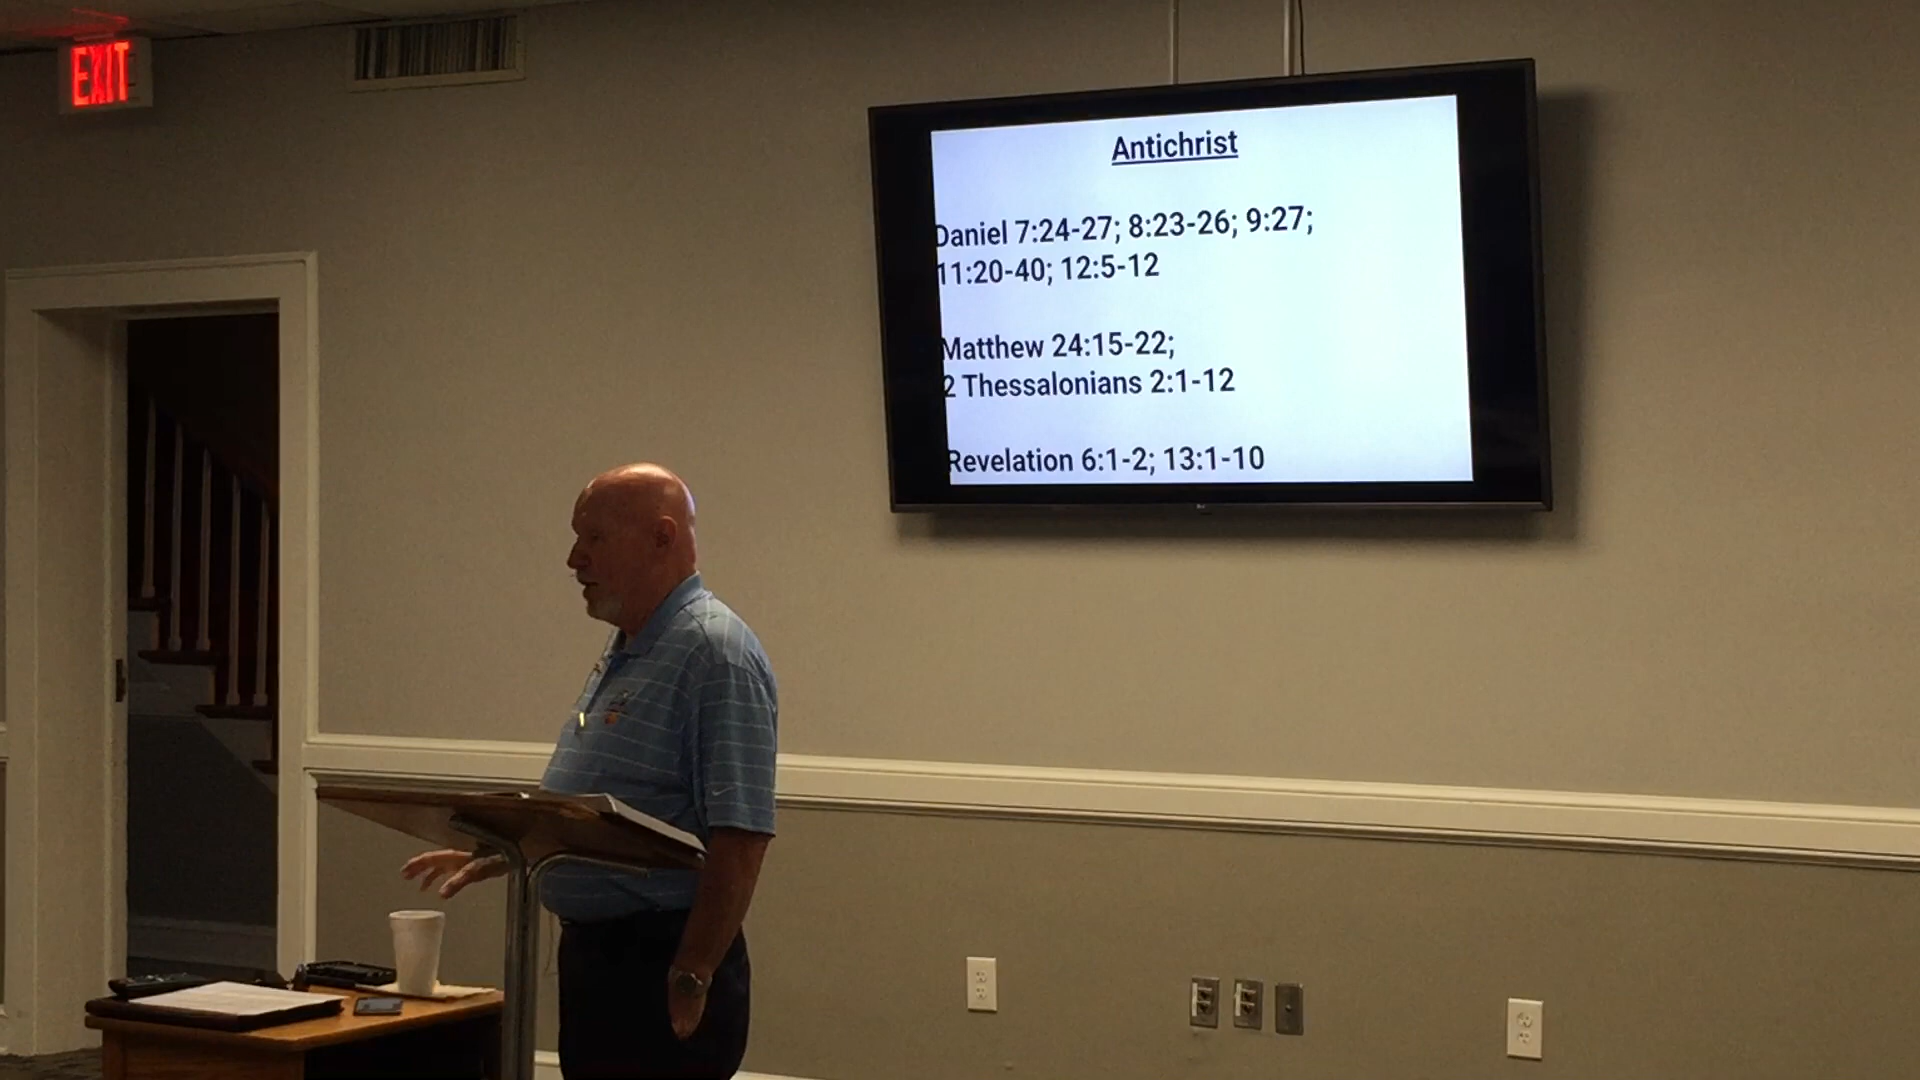 EXIT
Antichrist
Daniel 7:24-27; 8:23-26; 9:27;
11:20-40; 12:5-12
Matthew 24:15-22;
2 Thessalonians 2:1-12
Revelation 6:1-2; 13:1-10